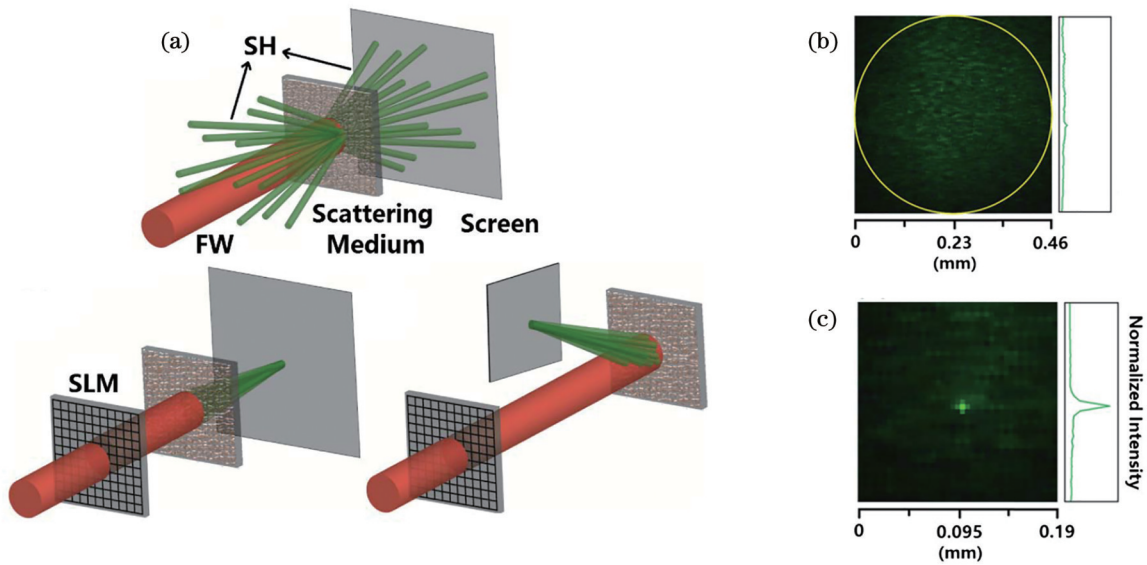 (a)
SH
FW
Scattering
Medium
Screen
SLM
(b)
0
0.23
0.46
(mm)
(c)
0
0.095
0.19
(mm)
Normalized Intensity